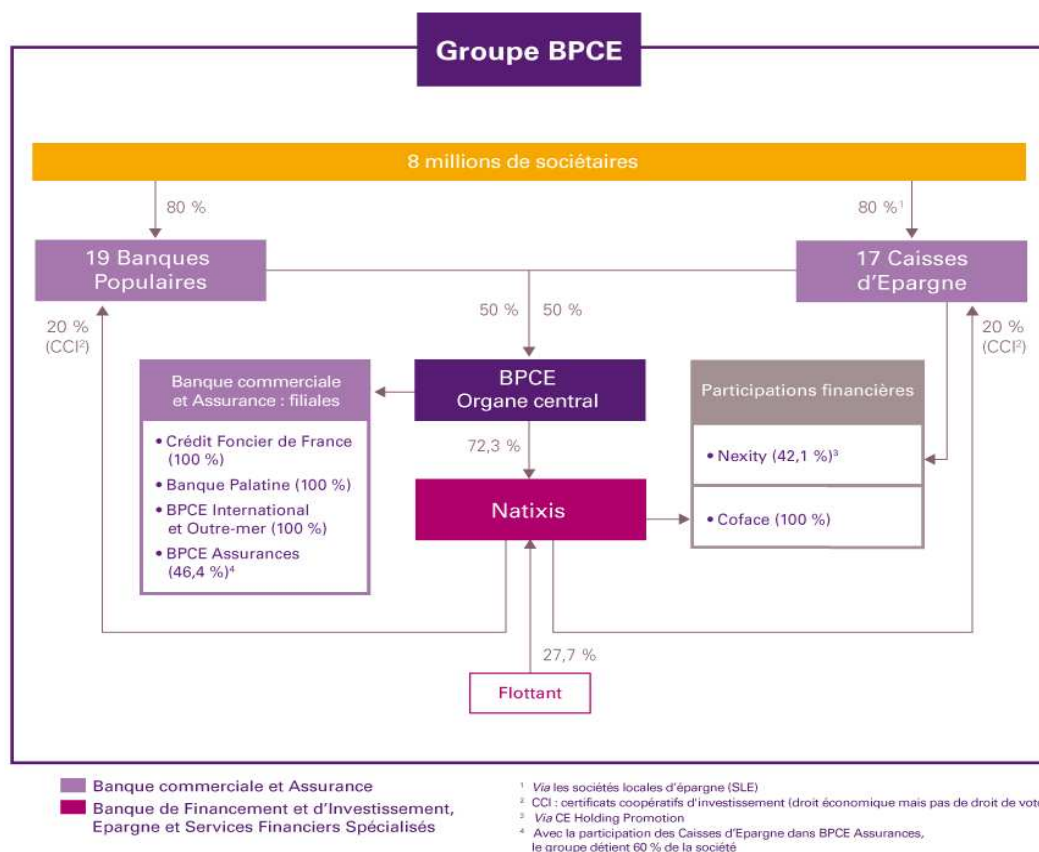 Groupe BPCE
8 millions de sociétaires
80 %
80 %¹
19 Banques
Populaires
17 Caisses
d'Epargne
50 %
50 %
20 %
(CCI²)
20 %
(CCI²)
Banque commerciale
et Assurance : filiales
• Crédit Foncier de France
(100 %)
• Banque Palatine (100 %)
• BPCE International
et Outre-mer (100 %)
• BPCE Assurances
(46,4 %)⁴
BPCE
Organe central
72,3 %
Natixis
Participations financières
• Nexity (42,1 %)³
• Coface (100 %)
27,7 %
Flottant
Banque commerciale et Assurance
Banque de Financement et d'Investissement,
Epargne et Services Financiers Spécialisés
¹ Via les sociétés locales d'épargne (SLE)
² CCI : certificats coopératifs d'investissement (droit économique mais pas de droit de vote
³ Via CE Holding Promotion
⁴ Avec la participation des Caisses d'Epargne dans BPCE Assurances,
le groupe détient 60 % de la société